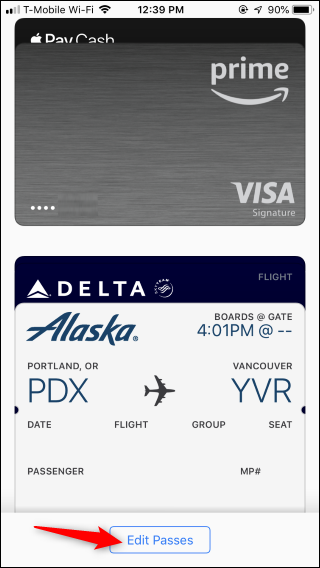 T-Mobile Wi-Fi 12:39 PM 90%
Pay Cash
prime
••••
VISA
Signature
DELTA FLIGHT
Alaska®
BOARDS @ GATE
4:01PM @ --
PORTLAND, OR VANCOUVER
PDX YVR
DATE FLIGHT GROUP SEAT
PASSENGER MP#
Edit Passes